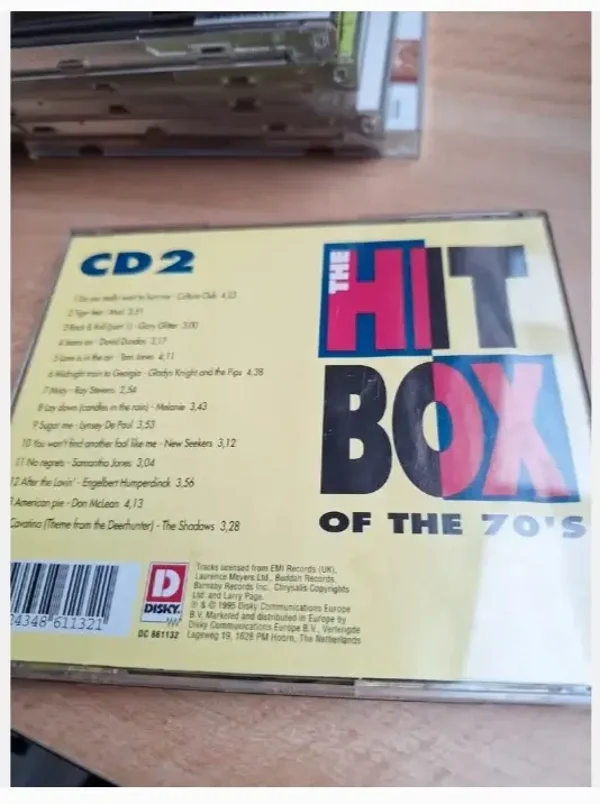 CD 2
THE HIT BOX
OF THE 70'S
1 Do you really want to hurt me - Culture Club 4,23
2 Tiger feet - Mud 3,51
3 Rock & Roll (part 1) - Gary Glitter 3,00
4 Jeans on - David Dundas 3,17
5 Love is in the air - Tom Jones 4,11
6 Midnight train to Georgia - Gladys Knight and the Pips 4,38
7 Misty - Ray Stevens 2,54
8 Lay down (candles in the rain) - Melanie 3,43
9 Sugar me - Lynsey De Paul 3,53
10 You won't find another fool like me - New Seekers 3,12
11 No regrets - Samantha Jones 3,04
12 After the Lovin' - Engelbert Humperdinck 3,56
American pie - Don McLean 4,13
Cavatina (Theme from the Deerhunter) - The Shadows 3,28
4348 611321
D
DISKY
DC 861132
Tracks licensed from EMI Records (UK),
Laurence Meyers Ltd., Buddah Records,
Barnaby Records Inc., Chrysalis Copyrights
Ltd. and Larry Page.
℗ & © 1995 Disky Communications Europe
B.V. Marketed and distributed in Europe by
Disky Communications Europe B.V., Verlengde
Lageweg 19, 1628 PM Hoorn, The Netherlands